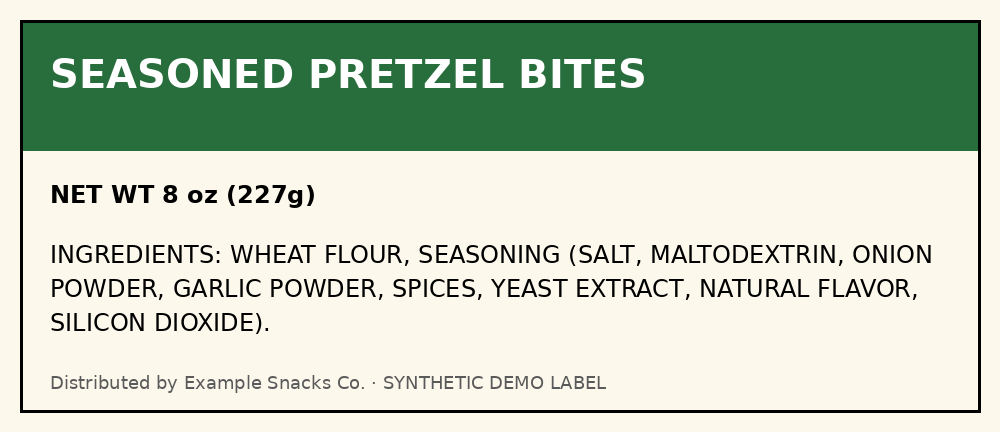 SEASONED PRETZEL BITES
NET WT 8 oz (227g)
INGREDIENTS: WHEAT FLOUR, SEASONING (SALT, MALTODEXTRIN, ONION
POWDER, GARLIC POWDER, SPICES, YEAST EXTRACT, NATURAL FLAVOR,
SILICON DIOXIDE).
Distributed by Example Snacks Co. · SYNTHETIC DEMO LABEL